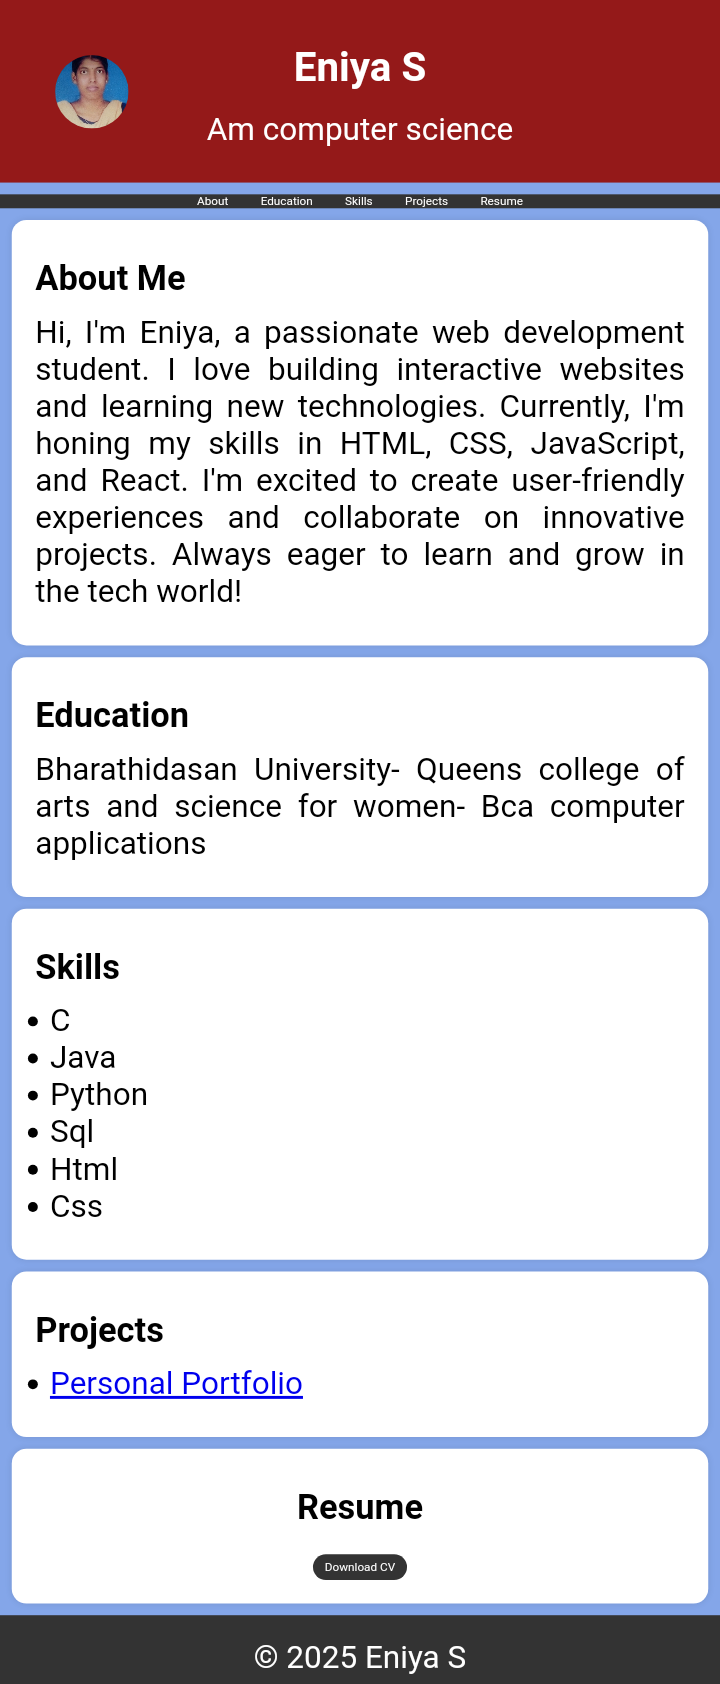 Eniya S
Am computer science
About Education Skills Projects Resume
About Me
Hi, I'm Eniya, a passionate web development
student. I love building interactive websites
and learning new technologies. Currently, I'm
honing my skills in HTML, CSS, JavaScript,
and React. I'm excited to create user-friendly
experiences and collaborate on innovative
projects. Always eager to learn and grow in
the tech world!
Education
Bharathidasan University- Queens college of
arts and science for women- Bca computer
applications
Skills
• C
• Java
• Python
• Sql
• Html
• Css
Projects
• Personal Portfolio
Resume
Download CV
© 2025 Eniya S